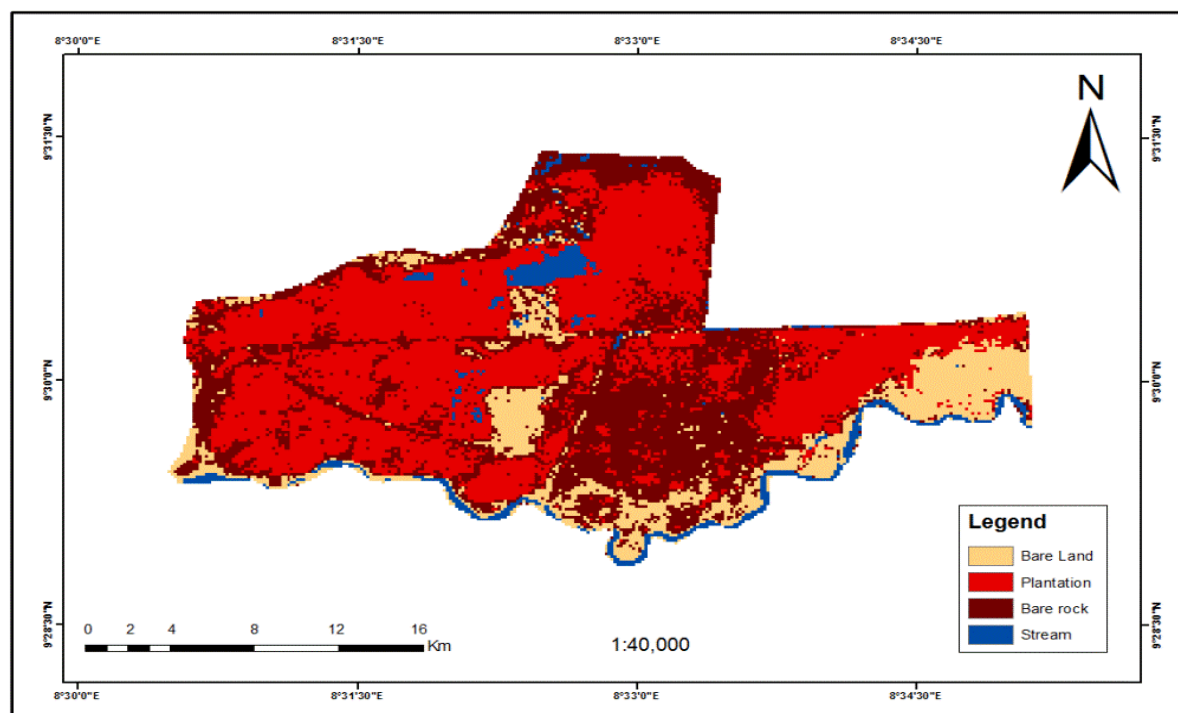 8°30'0"E 8°31'30"E 8°33'0"E 8°34'30"E
N
9°31'30"N 9°31'30"N
9°30'0"N 9°30'0"N
Legend
Bare Land
Plantation
Bare rock
Stream
9°28'30"N 9°28'30"N
0 2 4 8 12 16
Km
1:40,000
8°30'0"E 8°31'30"E 8°33'0"E 8°34'30"E